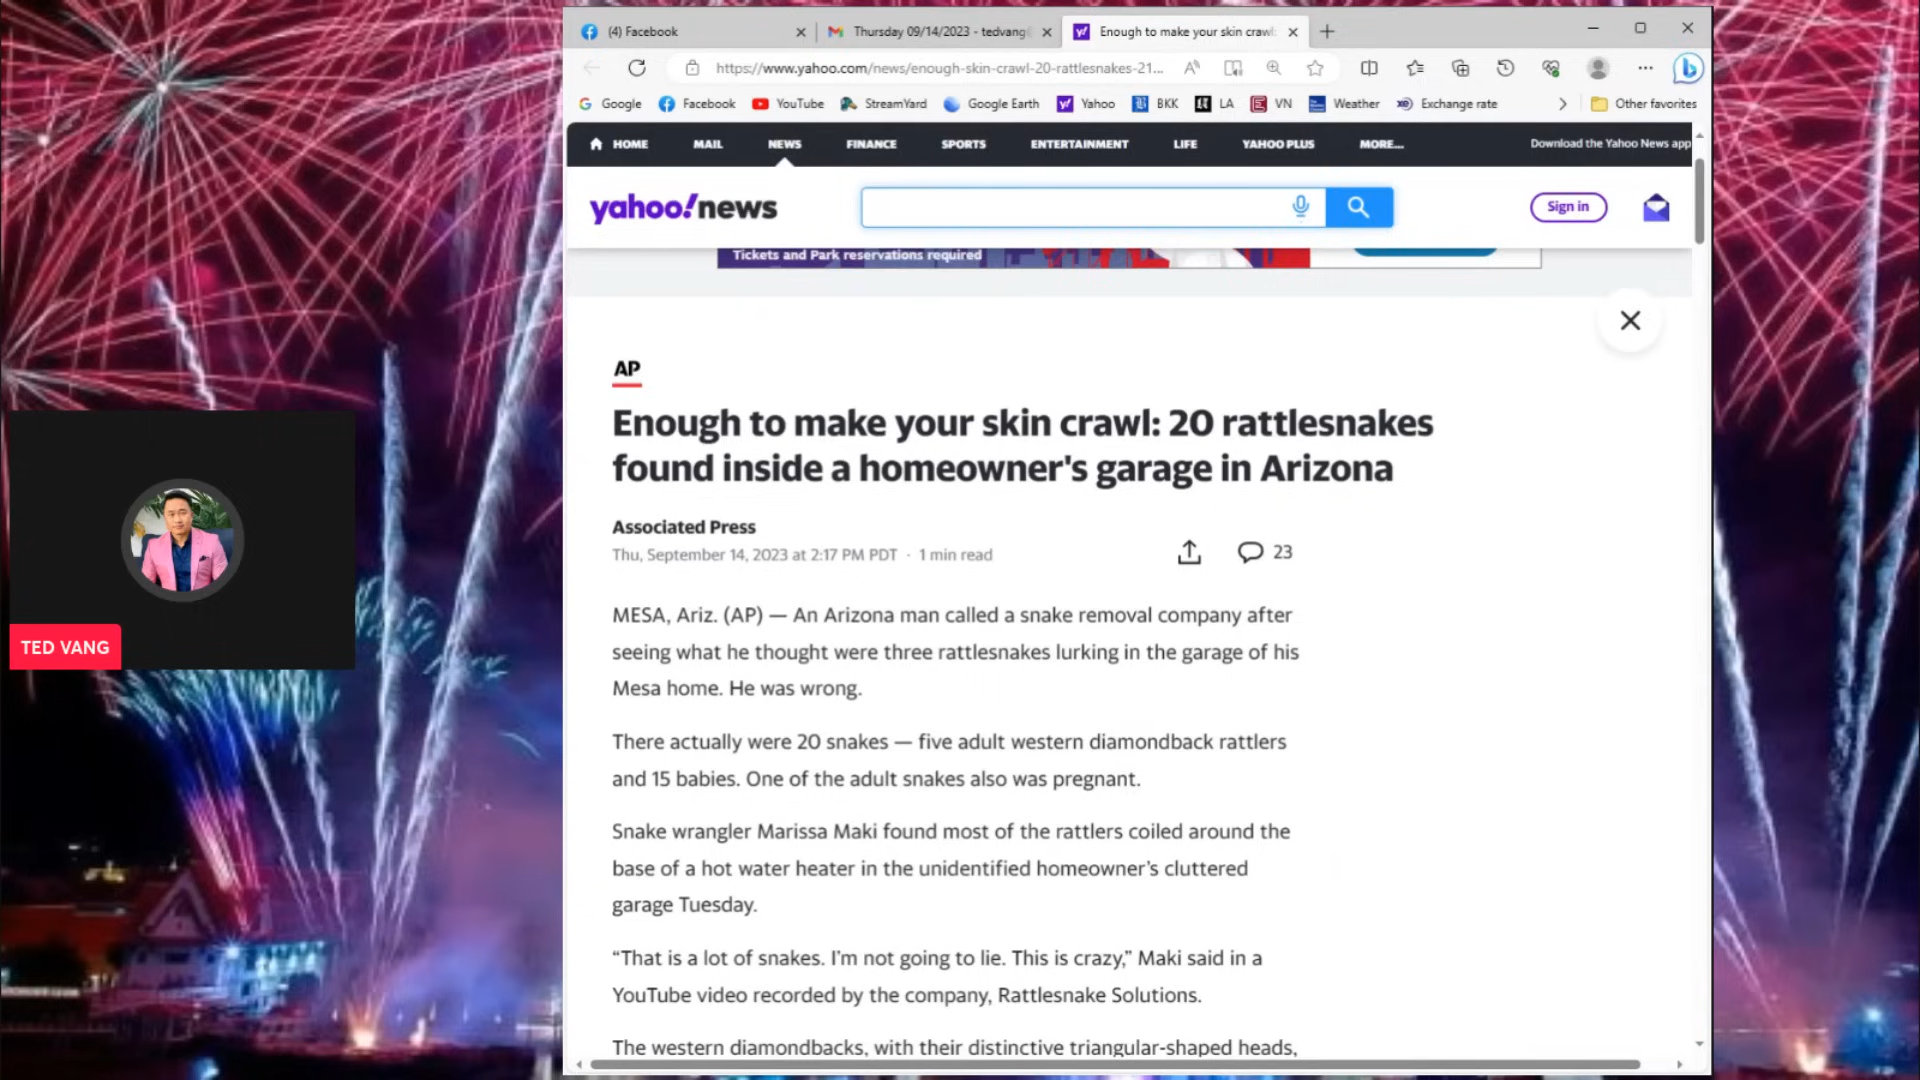 (4) Facebook
Thursday 09/14/2023 - tedvang@
Enough to make your skin crawl:
https://www.yahoo.com/news/enough-skin-crawl-20-rattlesnakes-21...
Google Facebook YouTube StreamYard Google Earth Yahoo BKK LA VN Weather Exchange rate Other favorites
HOME MAIL NEWS FINANCE SPORTS ENTERTAINMENT LIFE YAHOO PLUS MORE... Download the Yahoo News app
yahoo!news
Sign in
Tickets and Park reservations required
AP
Enough to make your skin crawl: 20 rattlesnakes
found inside a homeowner's garage in Arizona
Associated Press
Thu, September 14, 2023 at 2:17 PM PDT · 1 min read
23
MESA, Ariz. (AP) — An Arizona man called a snake removal company after
seeing what he thought were three rattlesnakes lurking in the garage of his
Mesa home. He was wrong.
There actually were 20 snakes — five adult western diamondback rattlers
and 15 babies. One of the adult snakes also was pregnant.
Snake wrangler Marissa Maki found most of the rattlers coiled around the
base of a hot water heater in the unidentified homeowner’s cluttered
garage Tuesday.
“That is a lot of snakes. I’m not going to lie. This is crazy,” Maki said in a
YouTube video recorded by the company, Rattlesnake Solutions.
The western diamondbacks, with their distinctive triangular-shaped heads,
TED VANG